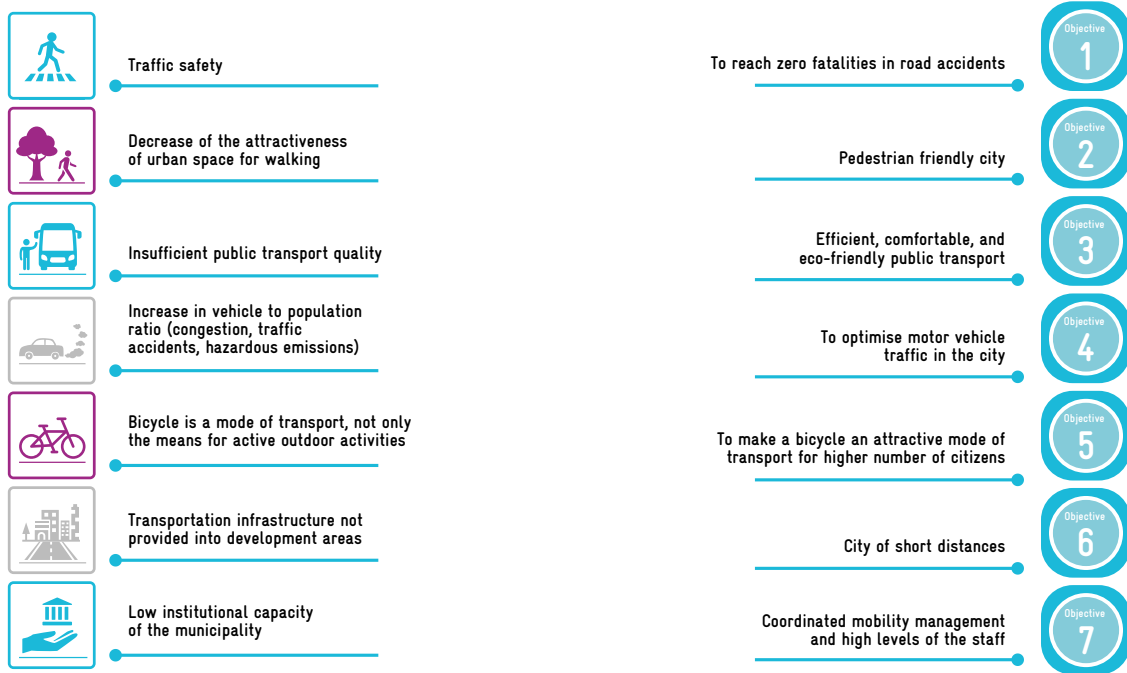 Traffic safety
To reach zero fatalities in road accidents
Objective
1
Decrease of the attractiveness
of urban space for walking
Pedestrian friendly city
Objective
2
Insufficient public transport quality
Efficient, comfortable, and
eco-friendly public transport
Objective
3
Increase in vehicle to population
ratio (congestion, traffic
accidents, hazardous emissions)
To optimise motor vehicle
traffic in the city
Objective
4
Bicycle is a mode of transport, not only
the means for active outdoor activities
To make a bicycle an attractive mode of
transport for higher number of citizens
Objective
5
Transportation infrastructure not
provided into development areas
City of short distances
Objective
6
Low institutional capacity
of the municipality
Coordinated mobility management
and high levels of the staff
Objective
7